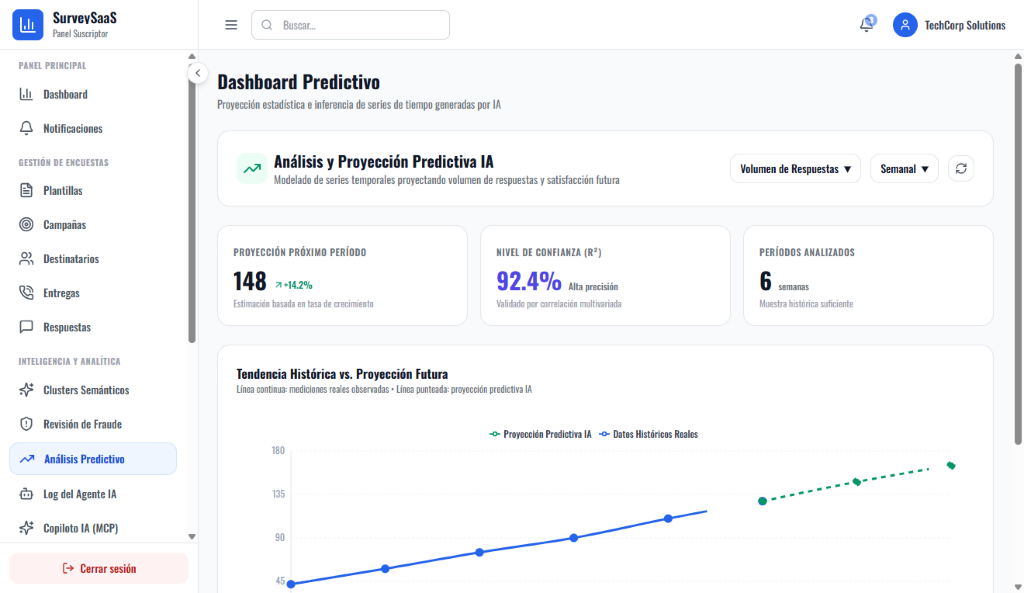 SurveySaaS
Panel Suscriptor
Buscar...
TechCorp Solutions
PANEL PRINCIPAL
Dashboard
Notificaciones
GESTIÓN DE ENCUESTAS
Plantillas
Campañas
Destinatarios
Entregas
Respuestas
INTELIGENCIA Y ANALÍTICA
Clusters Semánticos
Revisión de Fraude
Análisis Predictivo
Log del Agente IA
Copiloto IA (MCP)
Cerrar sesión
Dashboard Predictivo
Proyección estadística e inferencia de series de tiempo generadas por IA
Análisis y Proyección Predictiva IA
Modelado de series temporales proyectando volumen de respuestas y satisfacción futura
Volumen de Respuestas ▼
Semanal ▼
PROYECCIÓN PRÓXIMO PERÍODO
148 +14.2%
Estimación basada en tasa de crecimiento
NIVEL DE CONFIANZA (R²)
92.4% Alta precisión
Validado por correlación multivariada
PERÍODOS ANALIZADOS
6 semanas
Muestra histórica suficiente
Tendencia Histórica vs. Proyección Futura
Línea continua: mediciones reales observadas • Línea punteada: proyección predictiva IA
Proyección Predictiva IA Datos Históricos Reales
180
135
90
45